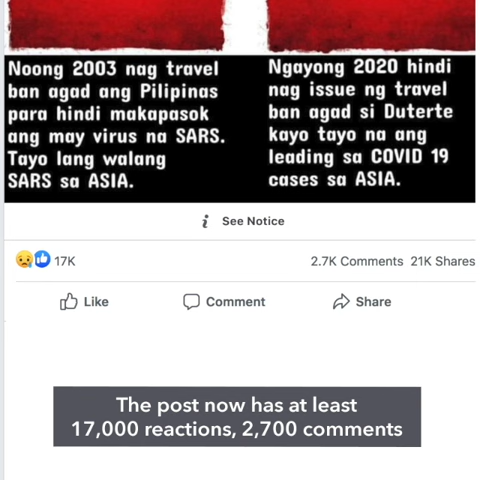 Noong 2003 nag travel
ban agad ang Pilipinas
para hindi makapasok
ang may virus na SARS.
Tayo lang walang
SARS sa ASIA.
Ngayong 2020 hindi
nag issue ng travel
ban agad si Duterte
kayo tayo na ang
leading sa COVID 19
cases sa ASIA.
See Notice
17K
2.7K Comments 21K Shares
Like Comment Share
The post now has at least
17,000 reactions, 2,700 comments